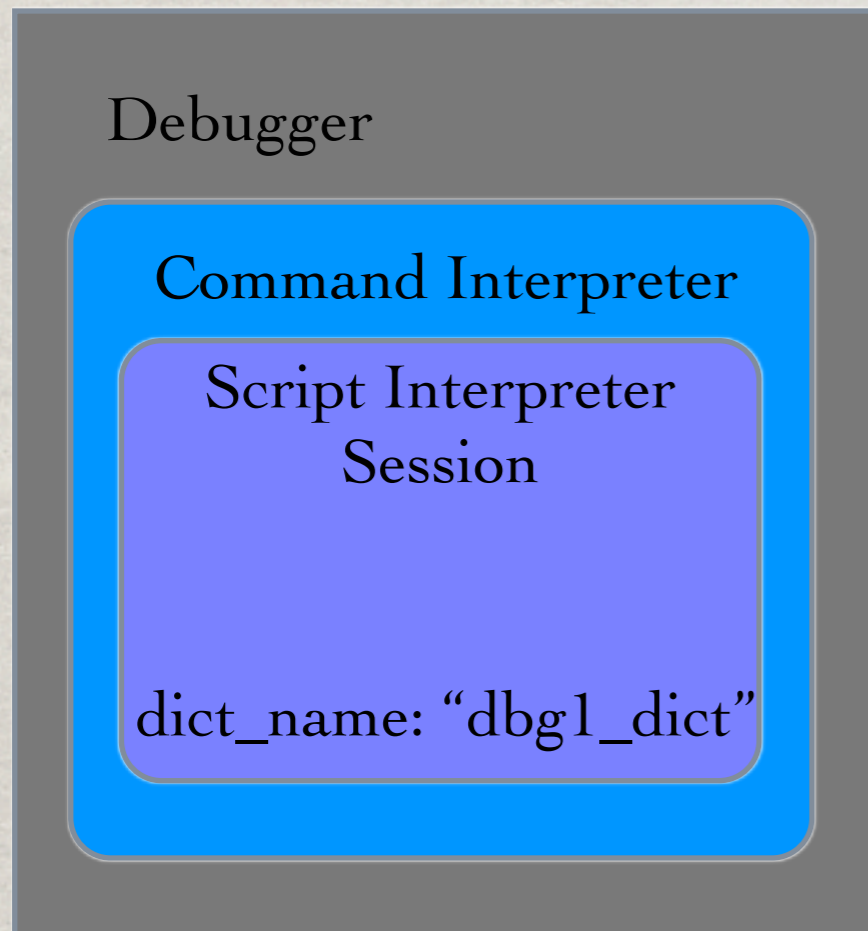 Debugger
Command Interpreter
Script Interpreter
Session
dict_name: “dbg1_dict”